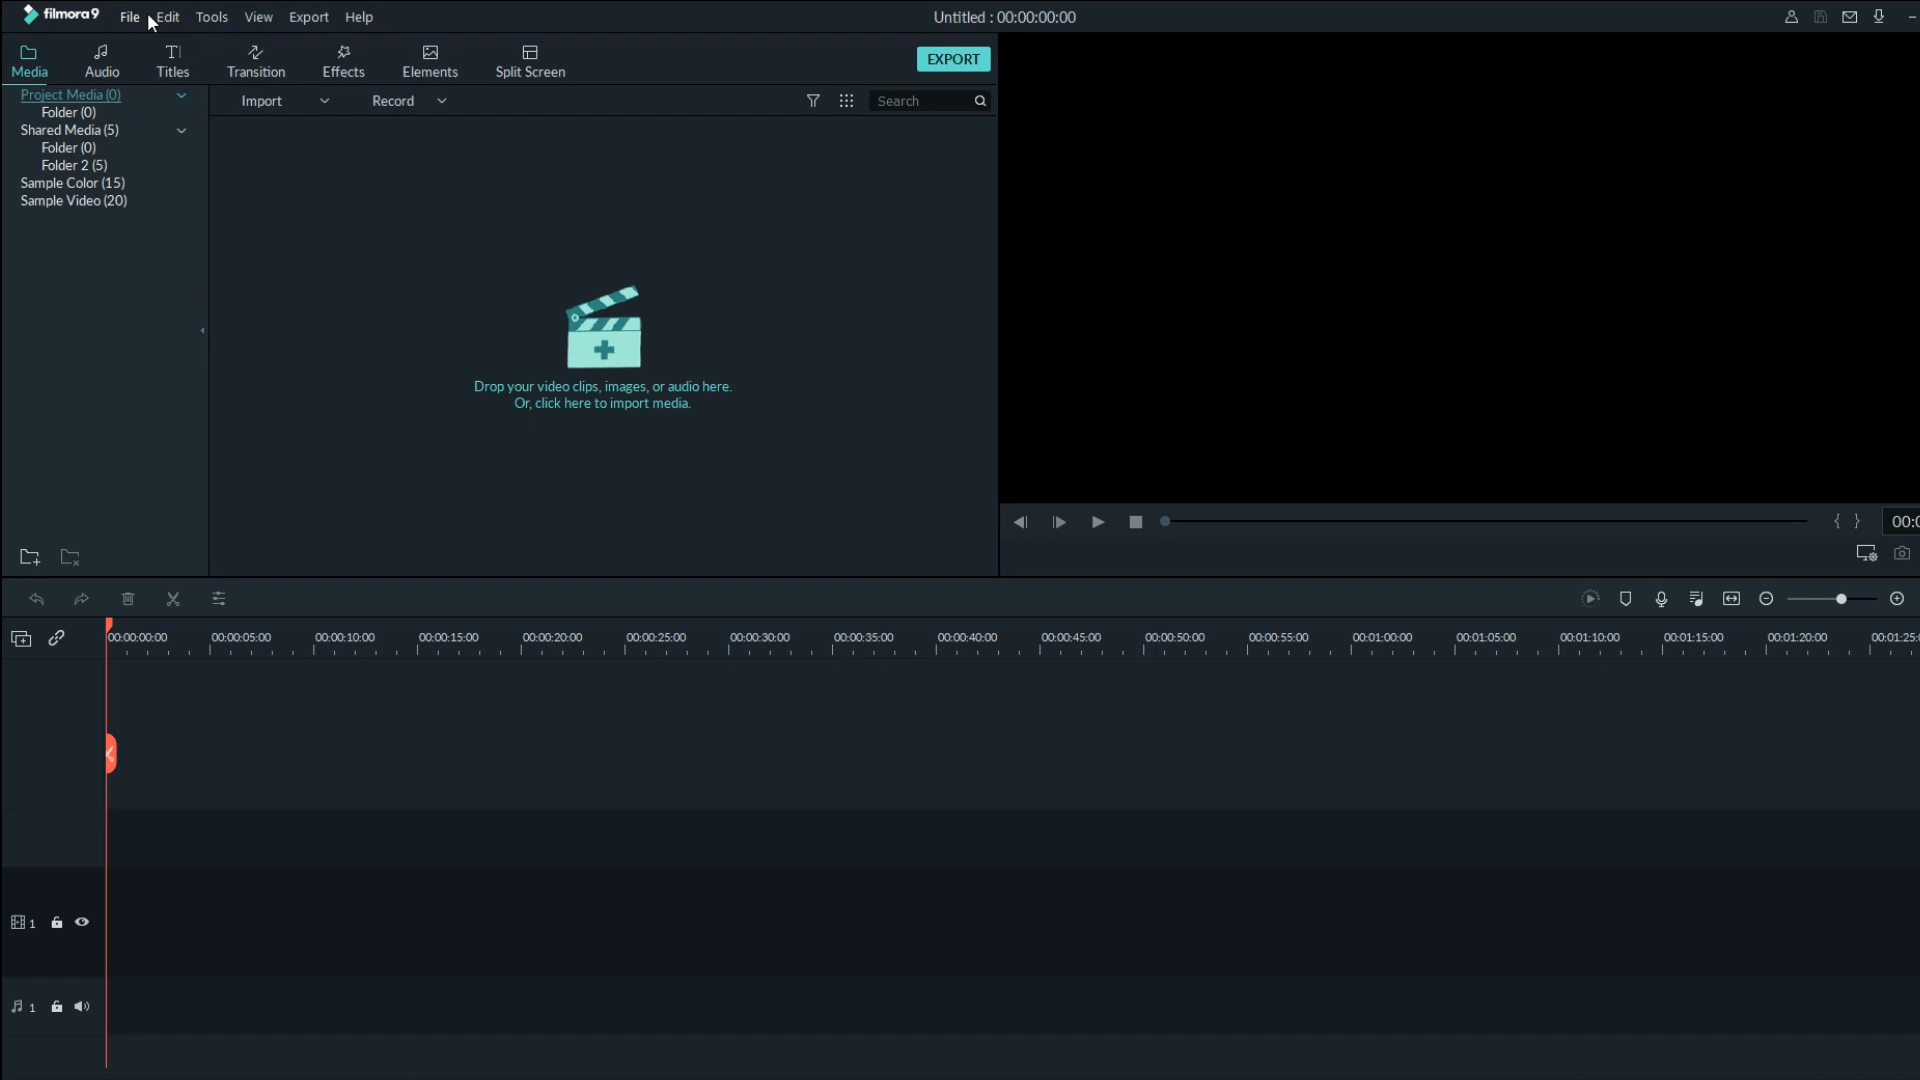 filmora9 File Edit Tools View Export Help Untitled : 00:00:00:00
Media Audio Titles Transition Effects Elements Split Screen EXPORT
Project Media (0)
Folder (0)
Shared Media (5)
Folder (0)
Folder 2 (5)
Sample Color (15)
Sample Video (20)
Import Record Search
Drop your video clips, images, or audio here.
Or, click here to import media.
{ } 00:0
00:00:00:00 00:00:05:00 00:00:10:00 00:00:15:00 00:00:20:00 00:00:25:00 00:00:30:00 00:00:35:00 00:00:40:00 00:00:45:00 00:00:50:00 00:00:55:00 00:01:00:00 00:01:05:00 00:01:10:00 00:01:15:00 00:01:20:00 00:01:25:
1
1